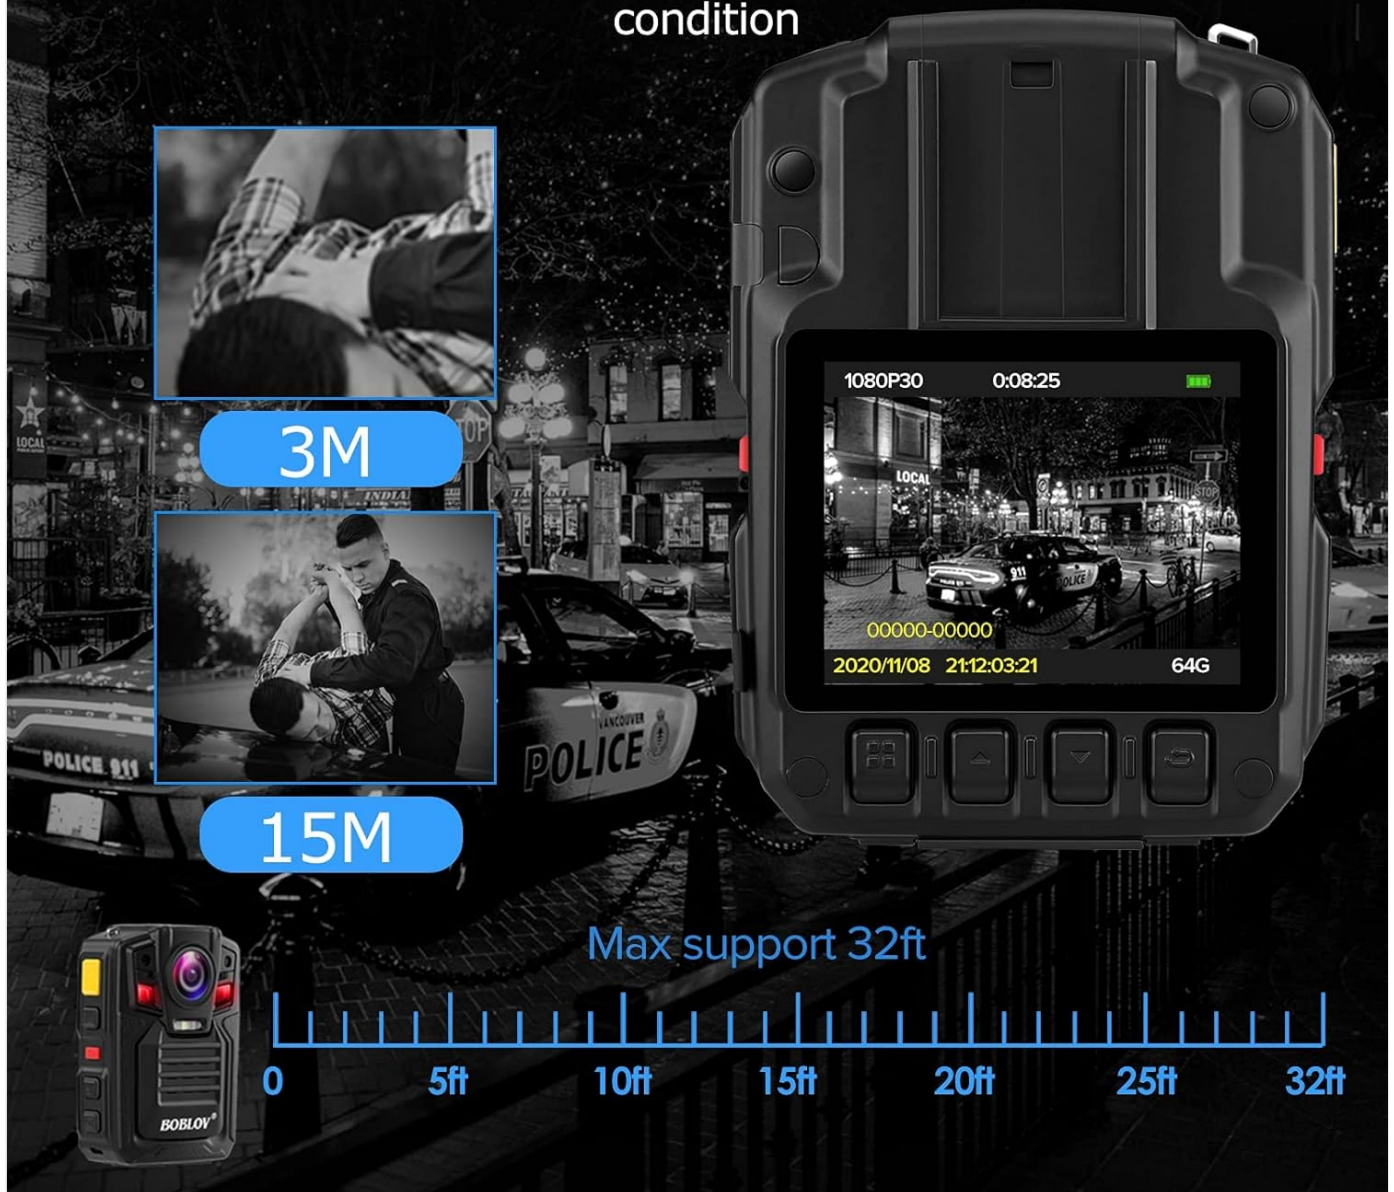 condition
3M
15M
1080P30 0:08:25
LOCAL
STOP
911 POLICE
00000-00000
2020/11/08 21:12:03:21 64G
LOCAL
TOP
INDIA
VANCOUVER
POLICE
POLICE 911
Max support 32ft
0 5ft 10ft 15ft 20ft 25ft 32ft
BOBLOV®